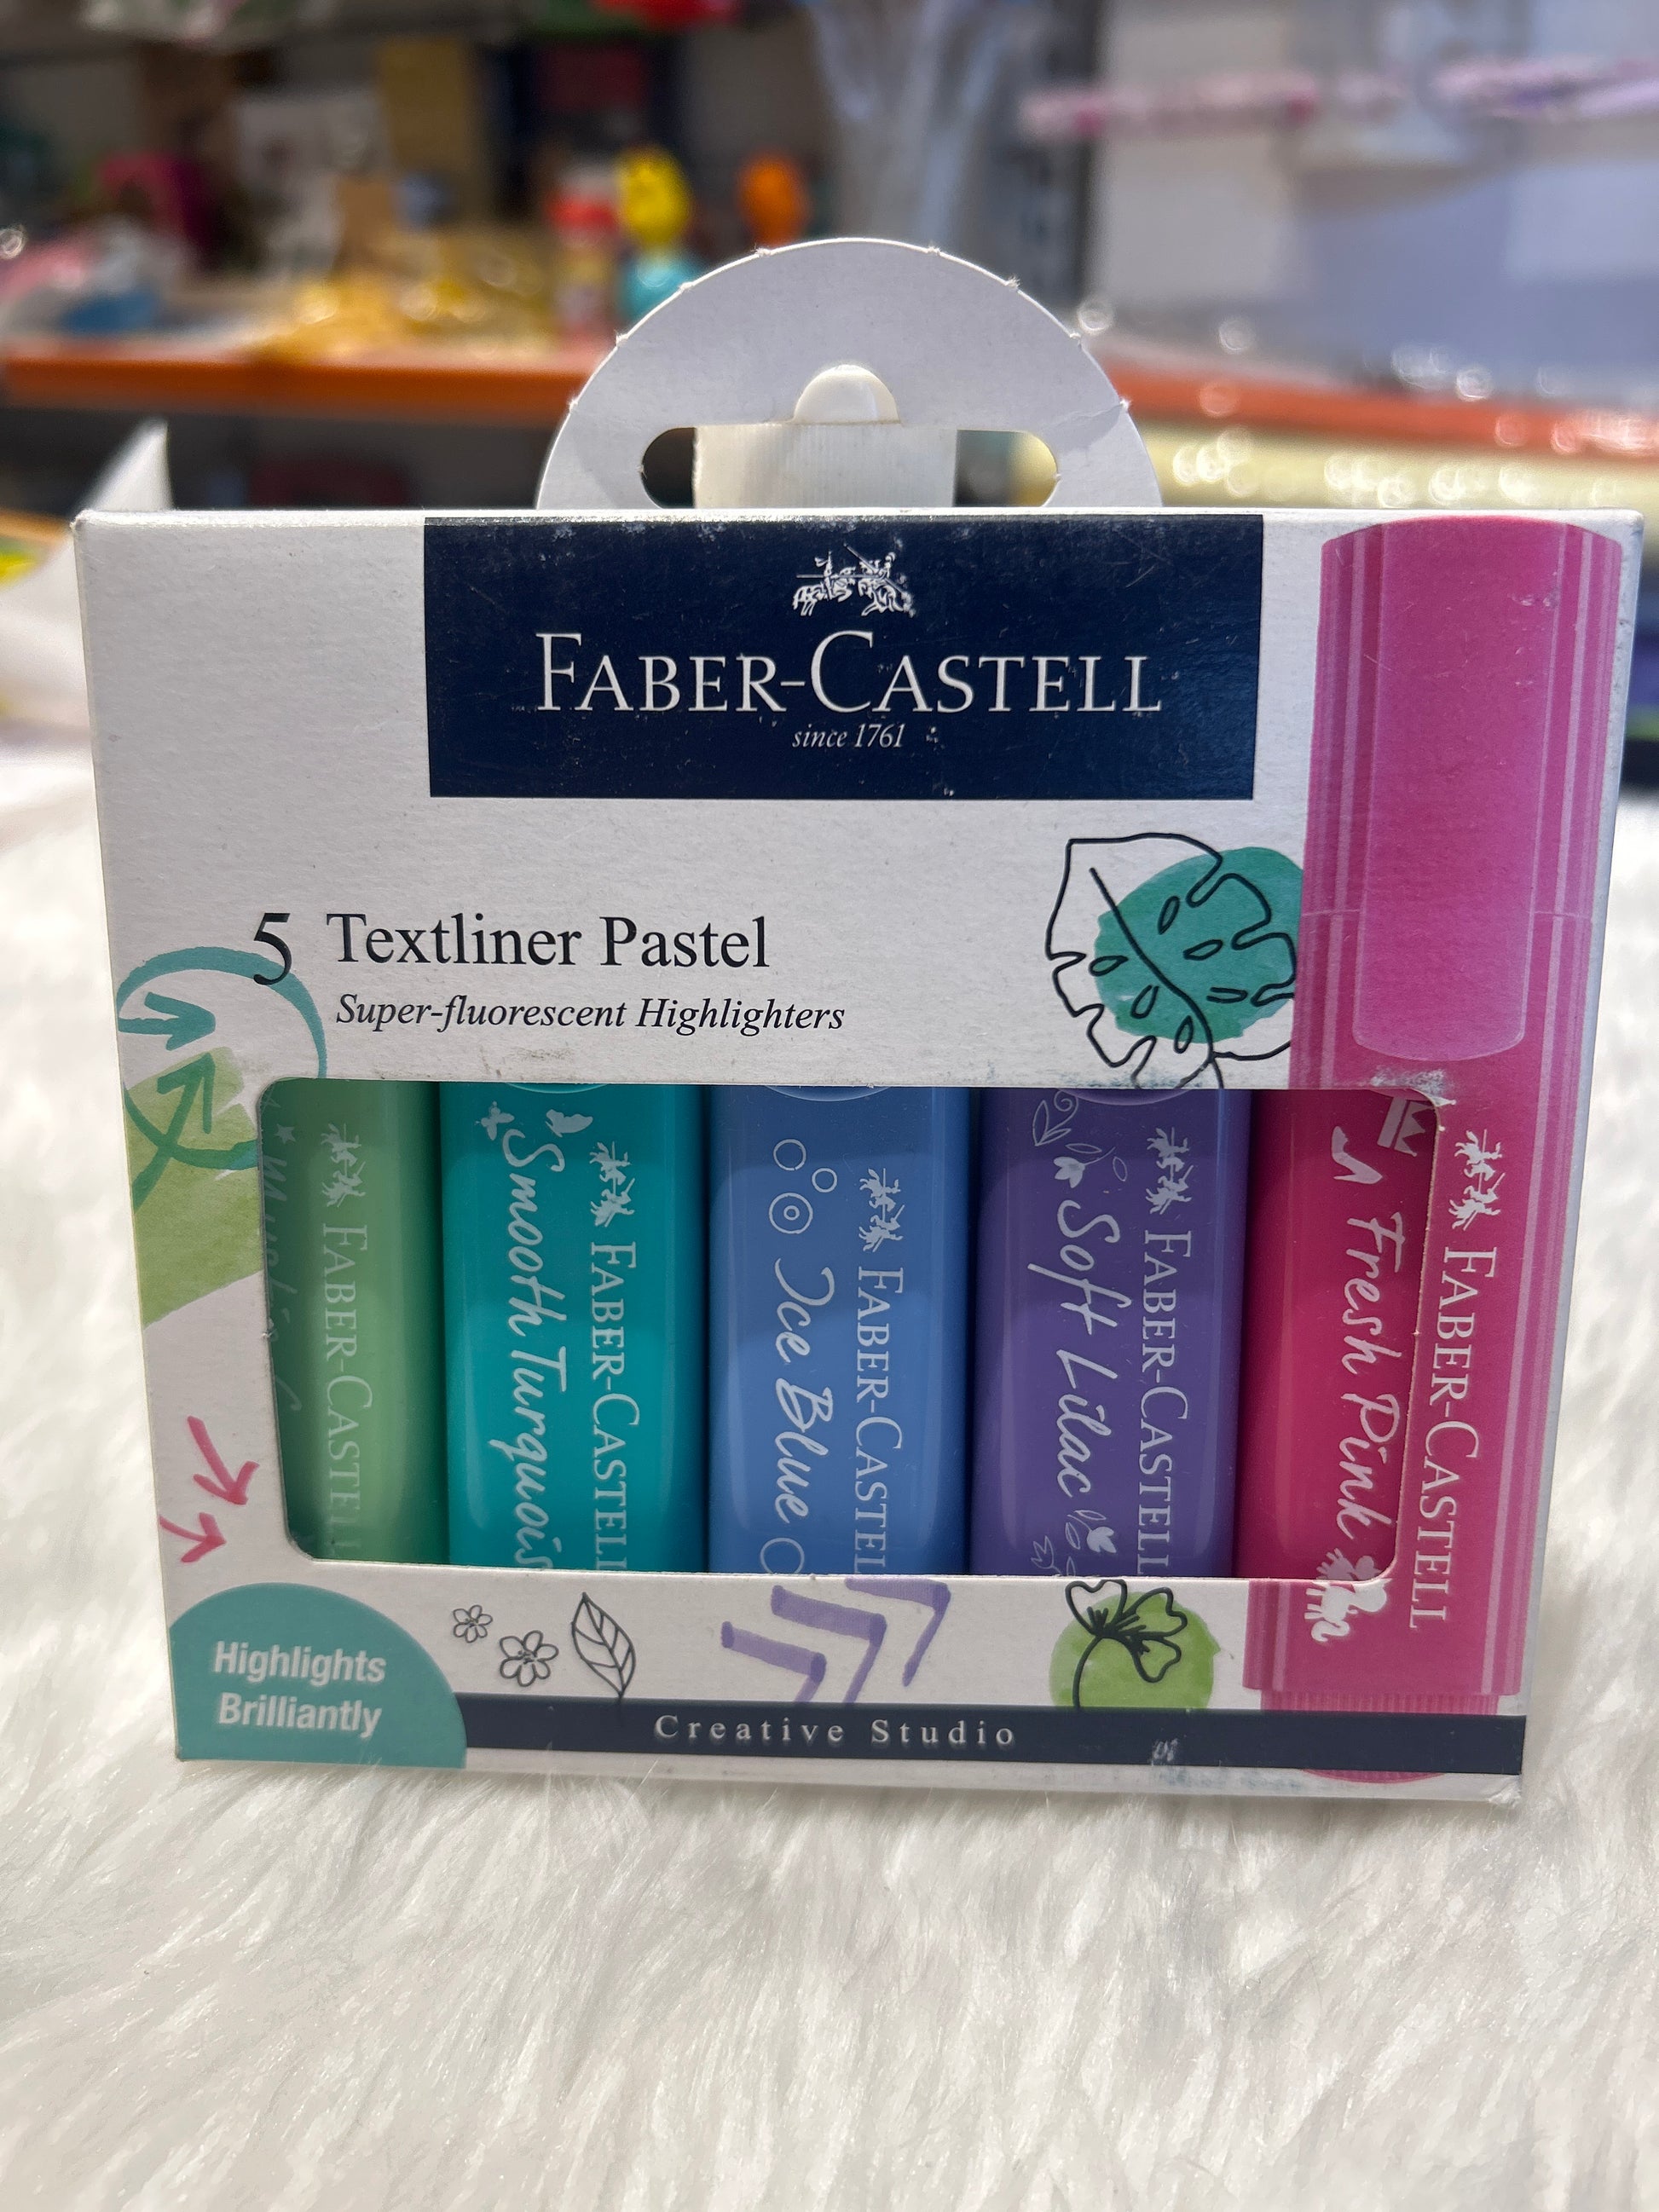 FABER-CASTELL
since 1761
5 Textliner Pastel
Super-fluorescent Highlighters
FABER-CASTELL
Smooth Turquois
FABER-CASTELL
Ice Blue
FABER-CASTEL
Soft Lilac
FABER-CASTELL
Fresh Pink
FABER-CASTELL
Highlights
Brilliantly
Creative Studio